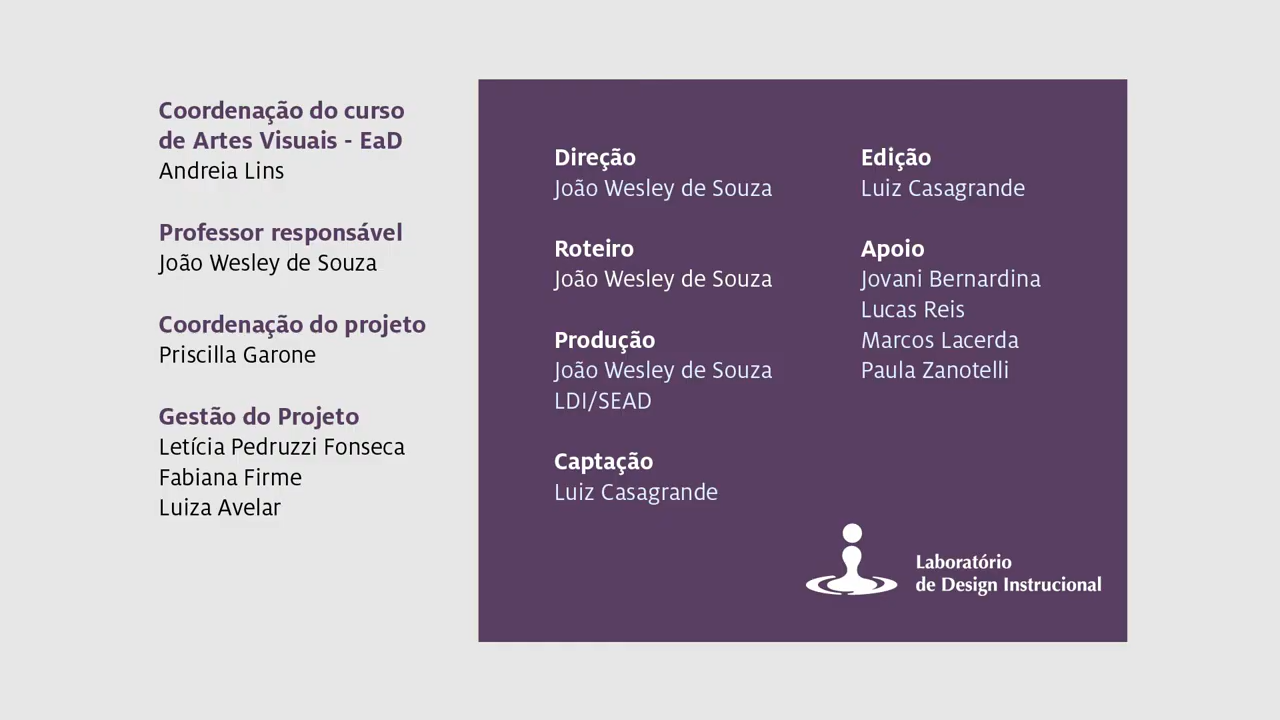 Coordenação do curso
de Artes Visuais - EaD
Andreia Lins
Professor responsável
João Wesley de Souza
Coordenação do projeto
Priscilla Garone
Gestão do Projeto
Letícia Pedruzzi Fonseca
Fabiana Firme
Luiza Avelar
Direção
João Wesley de Souza
Roteiro
João Wesley de Souza
Produção
João Wesley de Souza
LDI/SEAD
Captação
Luiz Casagrande
Edição
Luiz Casagrande
Apoio
Jovani Bernardina
Lucas Reis
Marcos Lacerda
Paula Zanotelli
Laboratório
de Design Instrucional